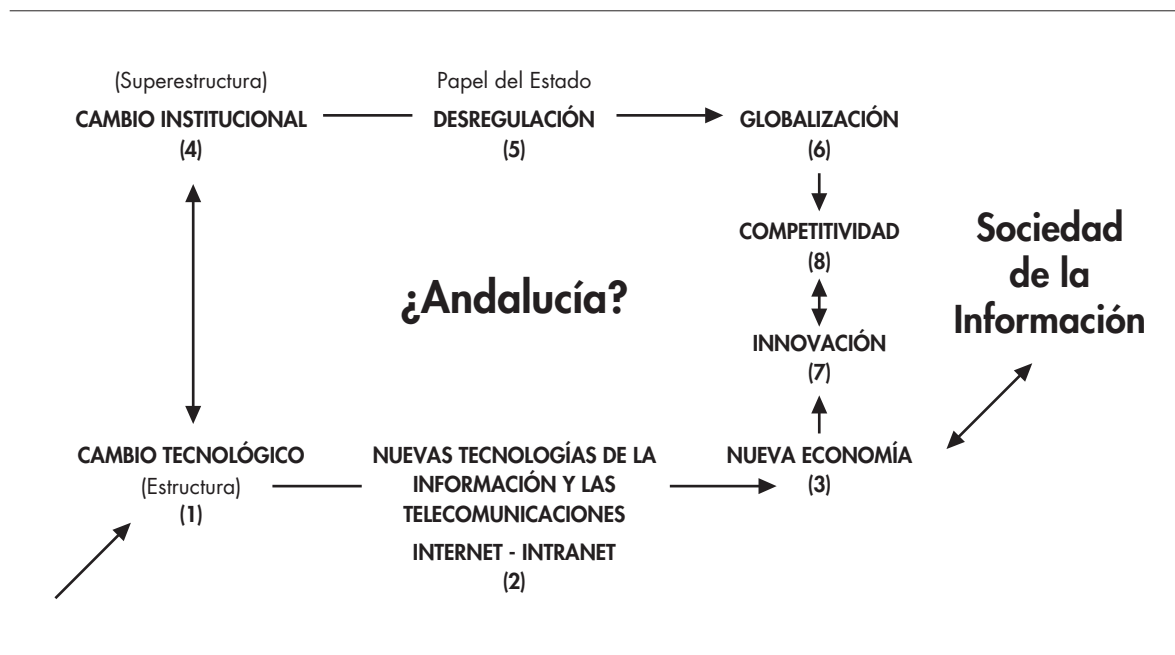 (Superestructura)
CAMBIO INSTITUCIONAL
(4)
Papel del Estado
DESREGULACIÓN
(5)
GLOBALIZACIÓN
(6)
COMPETITIVIDAD
(8)
INNOVACIÓN
(7)
Sociedad
de la
Información
¿Andalucía?
CAMBIO TECNOLÓGICO
(Estructura)
(1)
NUEVAS TECNOLOGÍAS DE LA
INFORMACIÓN Y LAS
TELECOMUNICACIONES
INTERNET - INTRANET
(2)
NUEVA ECONOMÍA
(3)